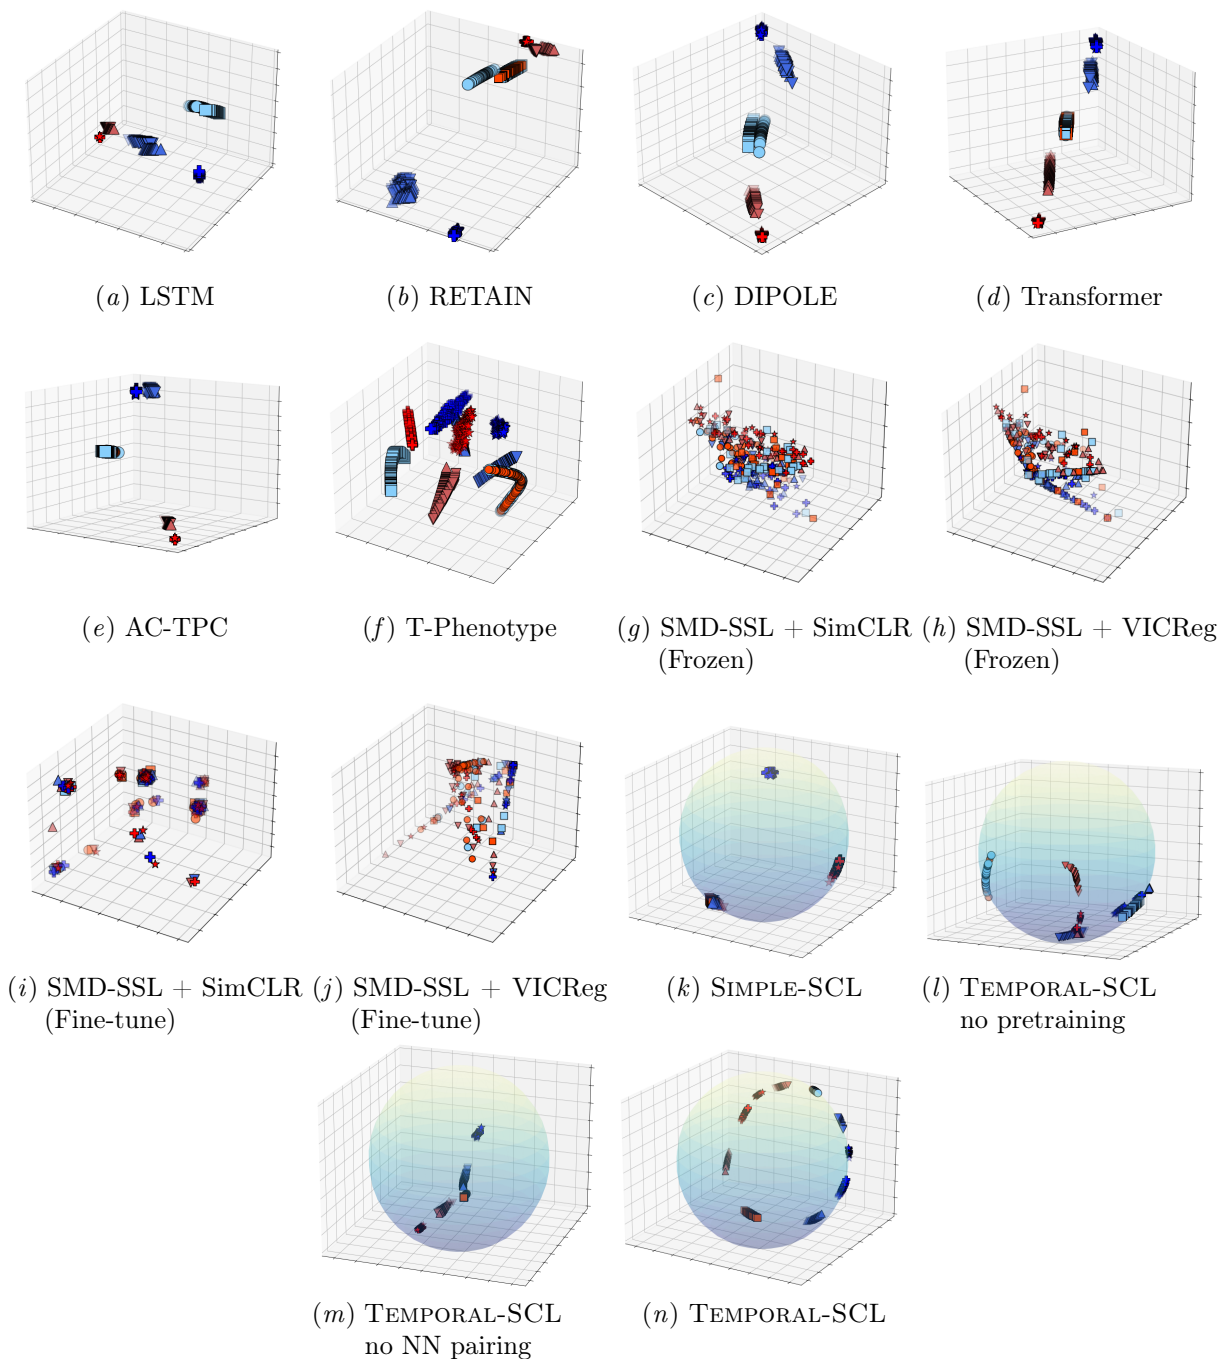 (a) LSTM
(b) RETAIN
(c) DIPOLE
(d) Transformer
(e) AC-TPC
(f) T-Phenotype
(g) SMD-SSL + SimCLR
(Frozen)
(h) SMD-SSL + VICReg
(Frozen)
(i) SMD-SSL + SimCLR
(Fine-tune)
(j) SMD-SSL + VICReg
(Fine-tune)
(k) SIMPLE-SCL
(l) TEMPORAL-SCL
no pretraining
(m) TEMPORAL-SCL
no NN pairing
(n) TEMPORAL-SCL